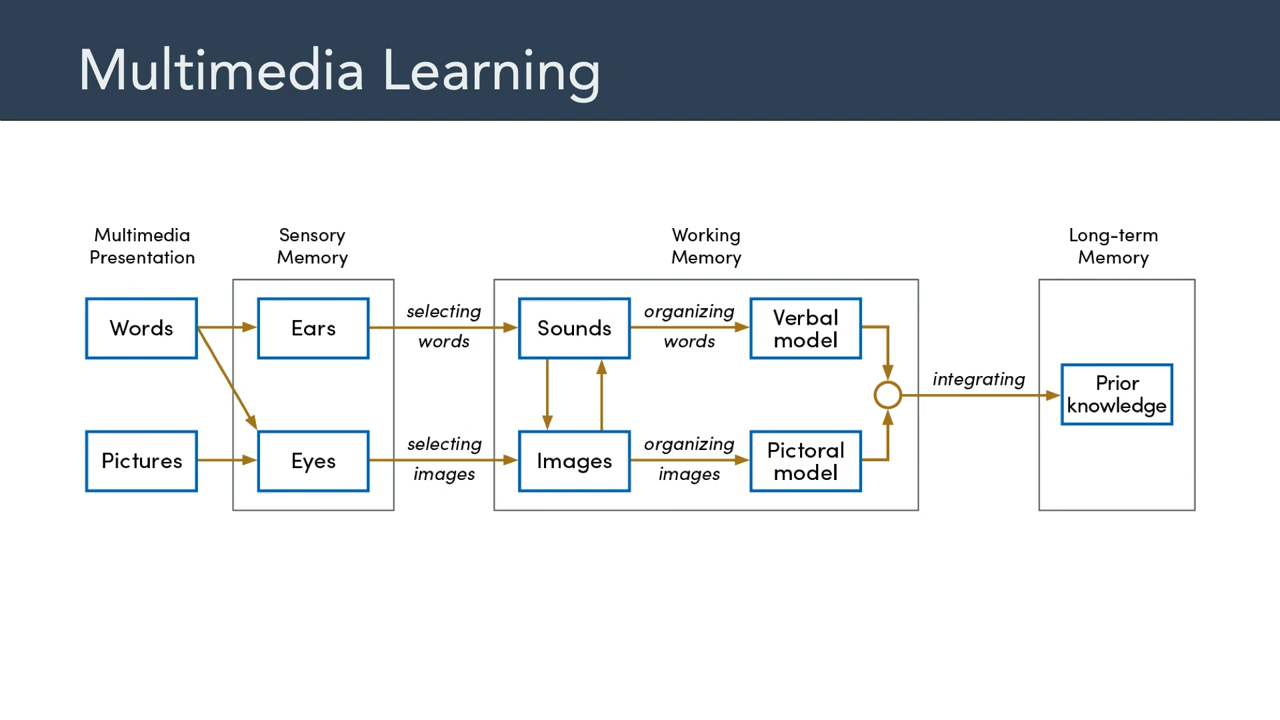 Multimedia Learning
Multimedia
Presentation
Sensory
Memory
Working
Memory
Long-term
Memory
Words
Ears
selecting
words
Sounds
organizing
words
Verbal
model
integrating
Prior
knowledge
Pictures
Eyes
selecting
images
Images
organizing
images
Pictoral
model